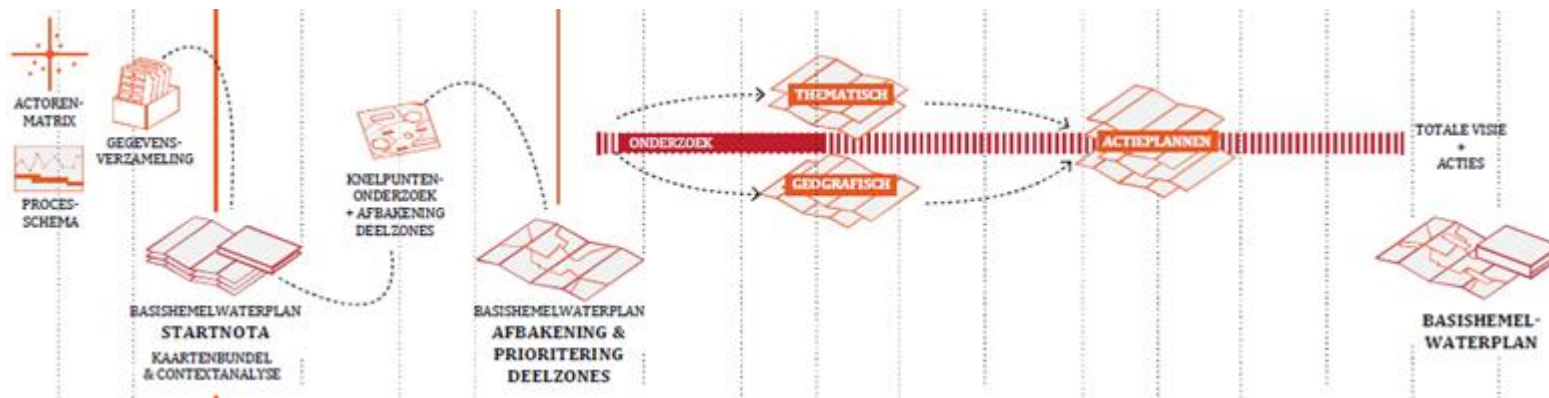 ACTOREN-
MATRIX
PROCES-
SCHEMA
GEGEVENS-
VERZAMELING
BASISHEMELWATERPLAN
STARTNOTA
KAARTENBUNDEL
& CONTEXTANALYSE
KNELPUNTEN-
ONDERZOEK
+ AFBAKENING
DEELZONES
BASISHEMELWATERPLAN
AFBAKENING &
PRIORITERING
DEELZONES
ONDERZOEK
THEMATISCH
GEOGRAFISCH
ACTIEPLANNEN
TOTALE VISIE
+
ACTIES
BASISHEMEL-
WATERPLAN